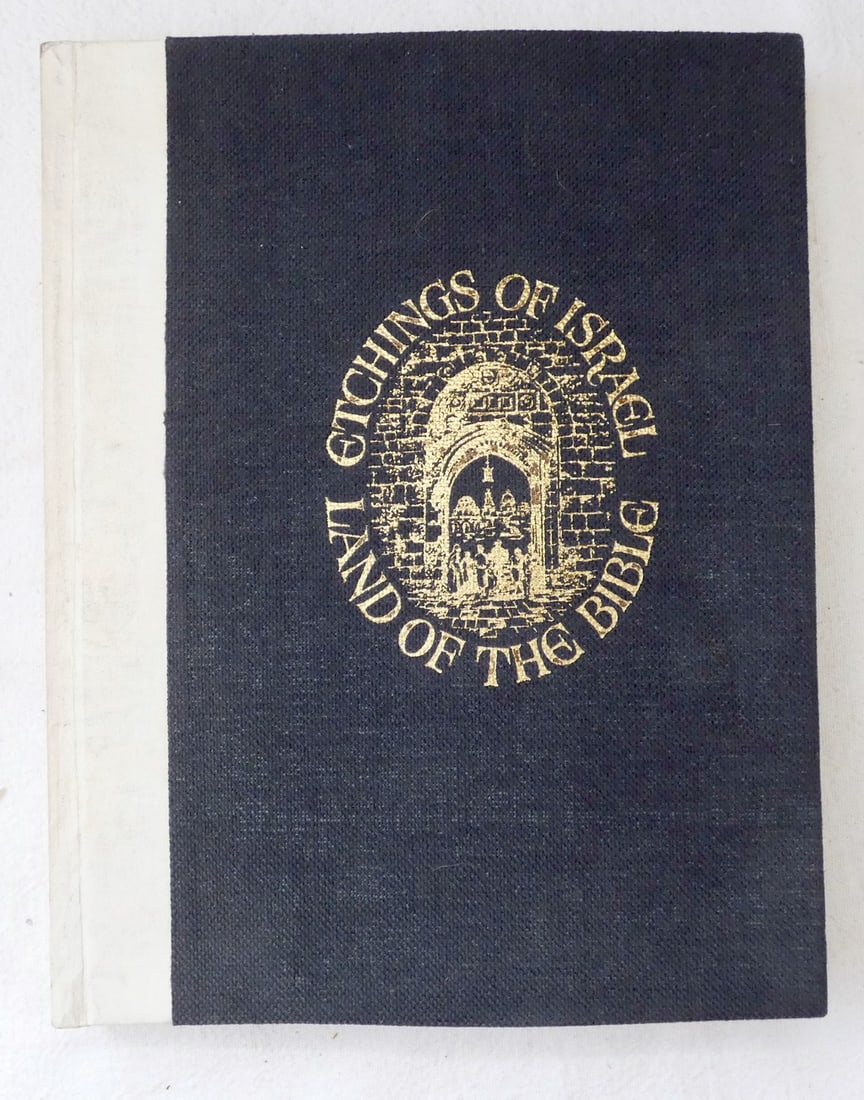 ETCHINGS OF ISRAEL
LAND OF THE BIBLE